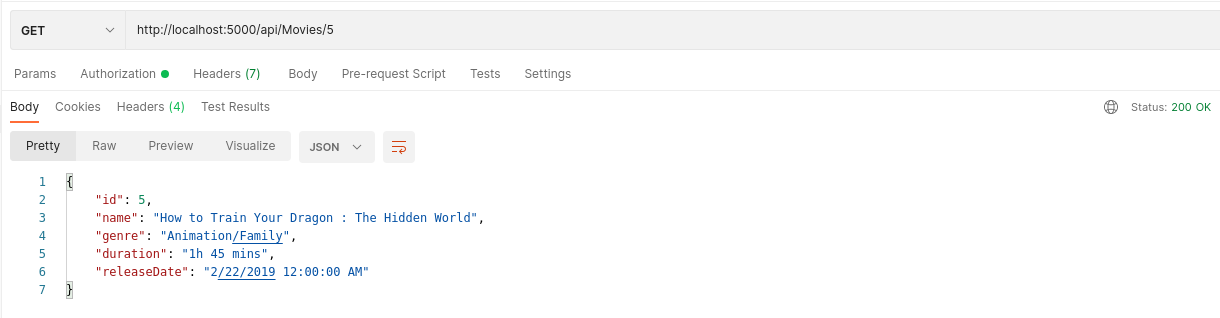 GET http://localhost:5000/api/Movies/5
Params Authorization Headers (7) Body Pre-request Script Tests Settings
Body Cookies Headers (4) Test Results Status: 200 OK
Pretty Raw Preview Visualize JSON
1 {
2 "id": 5,
3 "name": "How to Train Your Dragon : The Hidden World",
4 "genre": "Animation/Family",
5 "duration": "1h 45 mins",
6 "releaseDate": "2/22/2019 12:00:00 AM"
7 }